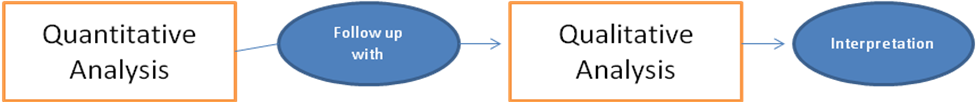 Quantitative
Analysis
Follow up
with
Qualitative
Analysis
Interpretation